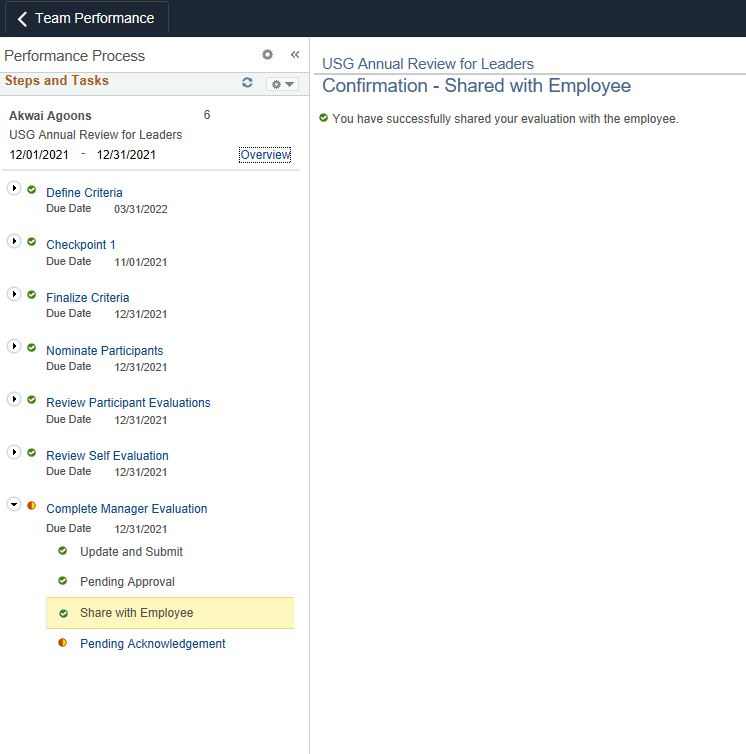 Team Performance
Performance Process
«
Steps and Tasks
Akwai Agoons 6
USG Annual Review for Leaders
12/01/2021 - 12/31/2021 Overview
Define Criteria
Due Date 03/31/2022
Checkpoint 1
Due Date 11/01/2021
Finalize Criteria
Due Date 12/31/2021
Nominate Participants
Due Date 12/31/2021
Review Participant Evaluations
Due Date 12/31/2021
Review Self Evaluation
Due Date 12/31/2021
Complete Manager Evaluation
Due Date 12/31/2021
Update and Submit
Pending Approval
Share with Employee
Pending Acknowledgement
USG Annual Review for Leaders
Confirmation - Shared with Employee
You have successfully shared your evaluation with the employee.